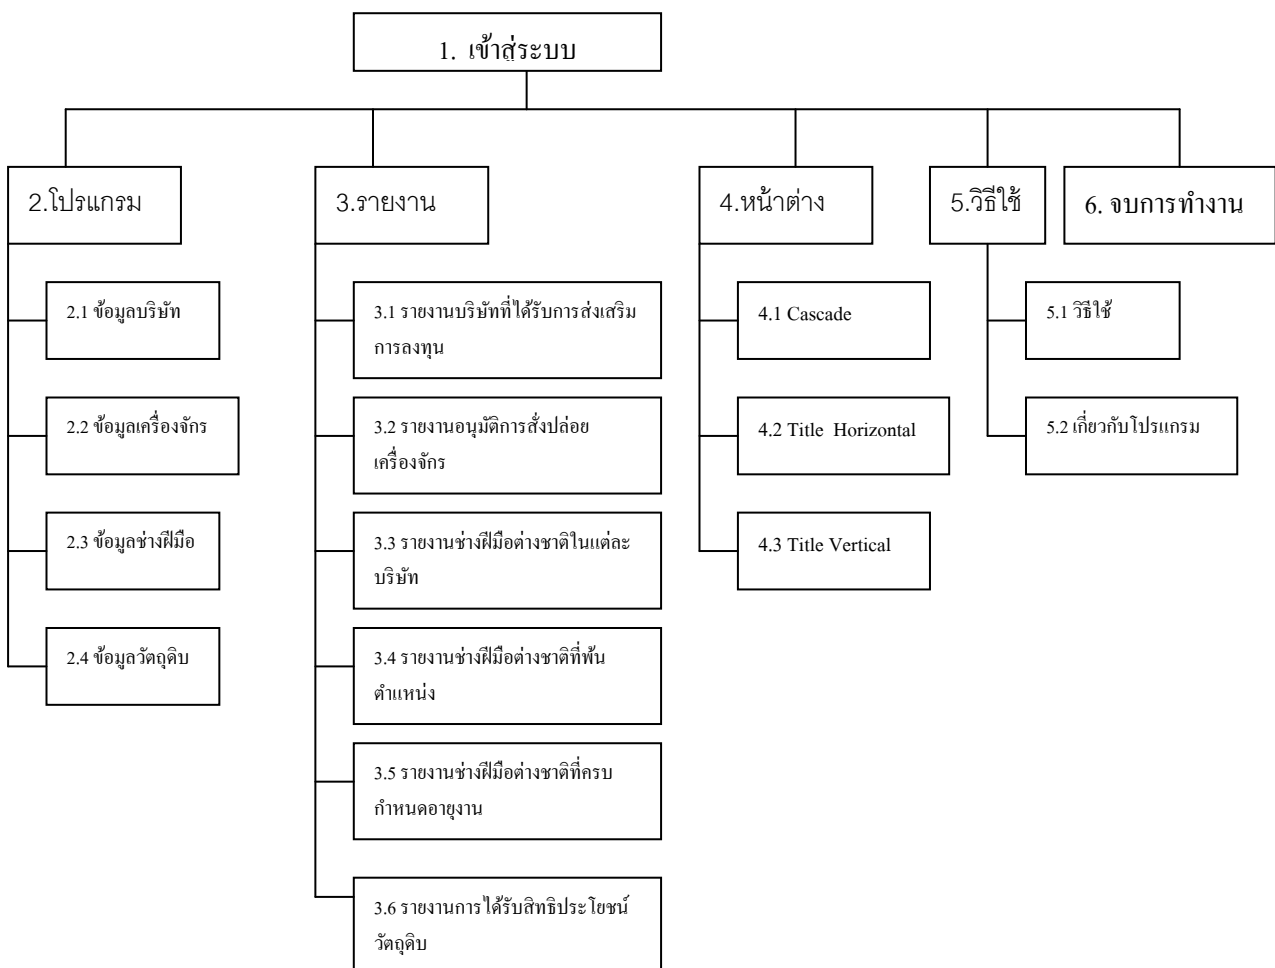 1. เข้าสู่ระบบ
2.โปรแกรม
3.รายงาน
4.หน้าต่าง
5.วิธีใช้
6. จบการทำงาน
2.1 ข้อมูลบริษัท
2.2 ข้อมูลเครื่องจักร
2.3 ข้อมูลช่างฝีมือ
2.4 ข้อมูลวัตถุดิบ
3.1 รายงานบริษัทที่ได้รับการส่งเสริม
การลงทุน
3.2 รายงานอนุมัติการสั่งปล่อย
เครื่องจักร
3.3 รายงานช่างฝีมือต่างชาติในแต่ละ
บริษัท
3.4 รายงานช่างฝีมือต่างชาติที่พ้น
ตำแหน่ง
3.5 รายงานช่างฝีมือต่างชาติที่ครบ
กำหนดอายุงาน
3.6 รายงานการได้รับสิทธิประโยชน์
วัตถุดิบ
4.1 Cascade
4.2 Title  Horizontal
4.3 Title Vertical
5.1 วิธีใช้
5.2 เกี่ยวกับโปรแกรม